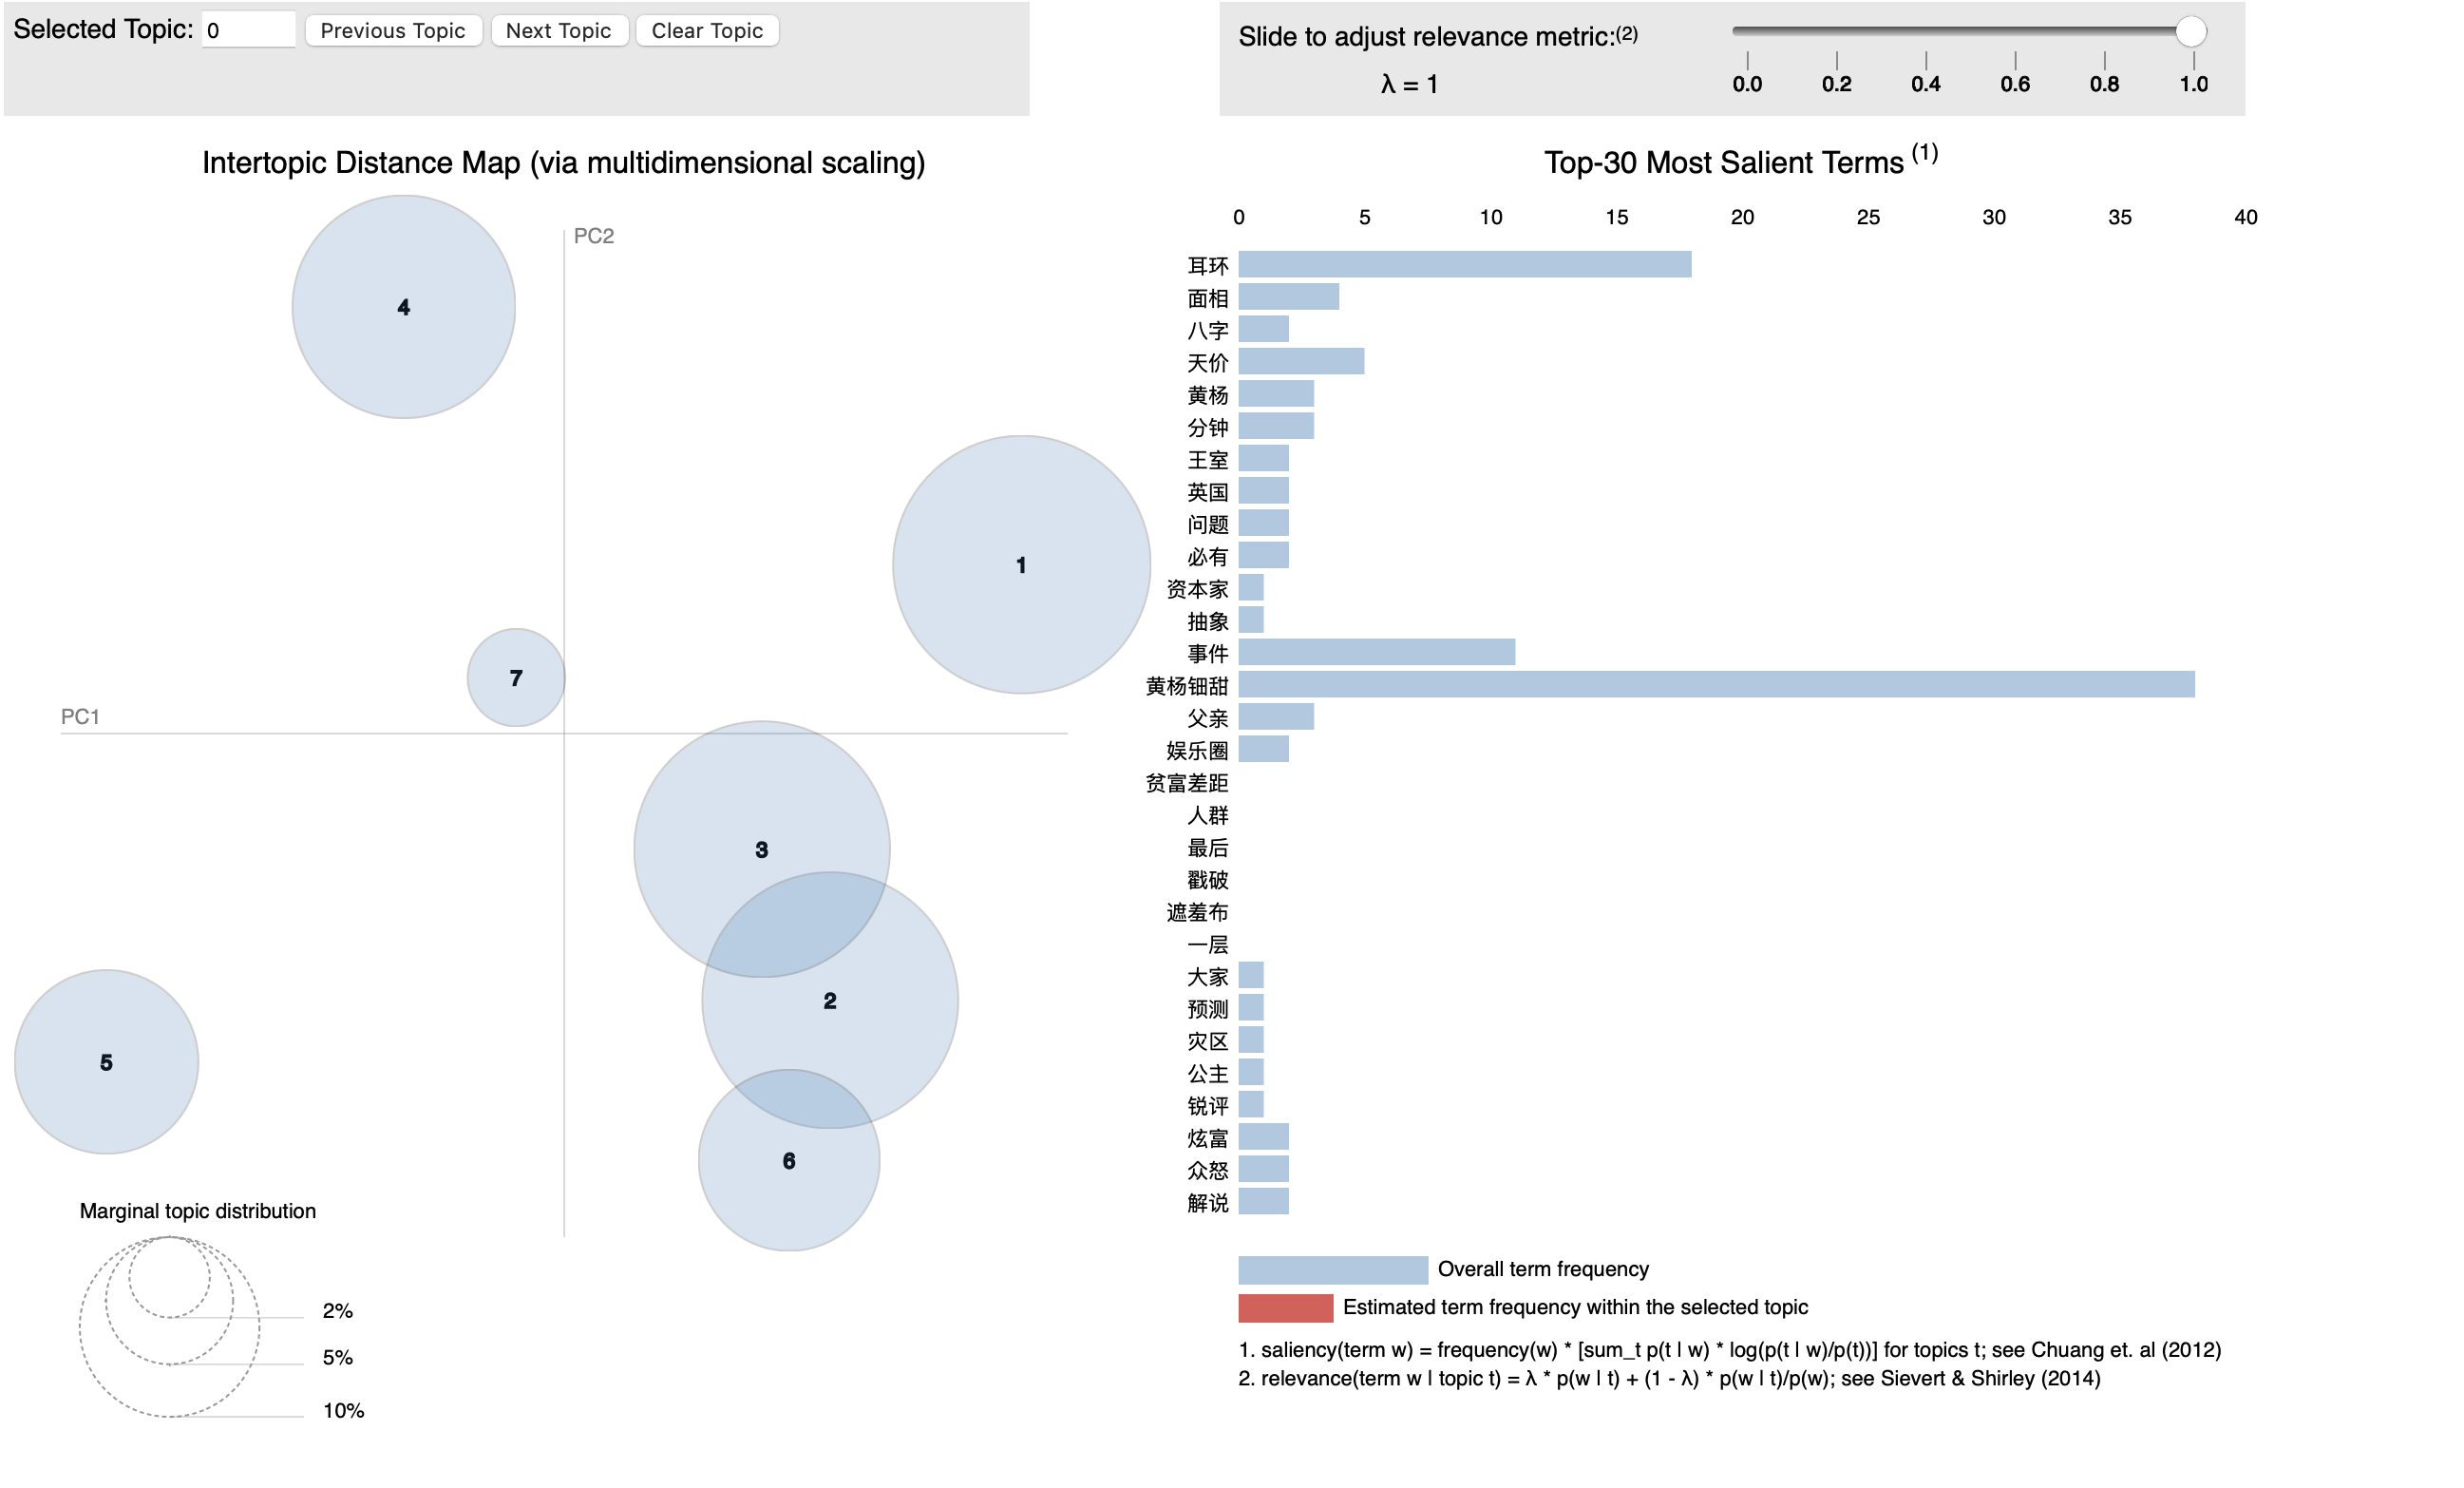 Selected Topic: 0 Previous Topic Next Topic Clear Topic
Slide to adjust relevance metric:(2)
λ = 1
0.0 0.2 0.4 0.6 0.8 1.0
Intertopic Distance Map (via multidimensional scaling)
PC2
PC1
4
1
7
3
2
5
6
Marginal topic distribution
2%
5%
10%
Top-30 Most Salient Terms (1)
0 5 10 15 20 25 30 35 40
耳环
面相
八字
天价
黄杨
分钟
王室
英国
问题
必有
资本家
抽象
事件
黄杨钿甜
父亲
娱乐圈
贫富差距
人群
最后
戳破
遮羞布
一层
大家
预测
灾区
公主
锐评
炫富
众怒
解说
Overall term frequency
Estimated term frequency within the selected topic
1. saliency(term w) = frequency(w) * [sum_t p(t | w) * log(p(t | w)/p(t))] for topics t; see Chuang et. al (2012)
2. relevance(term w | topic t) = λ * p(w | t) + (1 - λ) * p(w | t)/p(w); see Sievert & Shirley (2014)